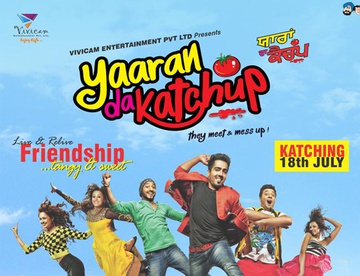 Vivicam
VIVICAM ENTERTAINMENT PVT LTD Presents
yaaran
da Katchup
they meet & mess up!
ਯਾਰਾਂ
ਦਾ ਕੈਚੱਪ
Live & Relive
Friendship
...tangy & sweet
KATCHING
18th JULY